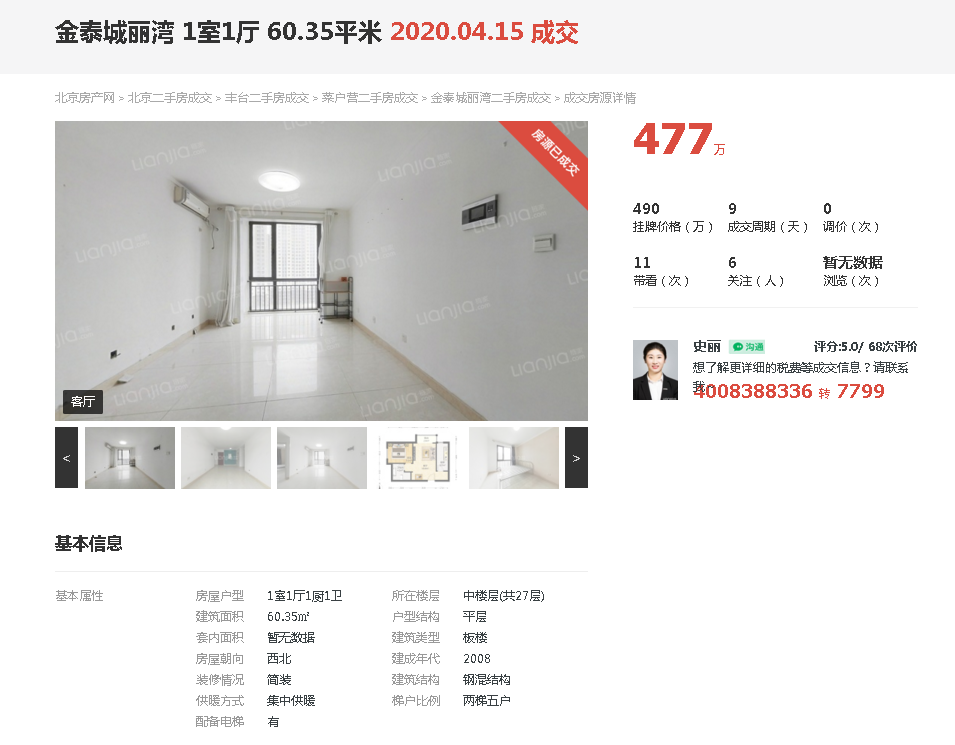 金泰城丽湾 1室1厅 60.35平米 2020.04.15 成交
北京房产网 > 北京二手房成交 > 丰台二手房成交 > 菜户营二手房成交 > 金泰城丽湾二手房成交 > 成交房源详情
房源已成交
Lianjia
客厅
<
>
477万
490 9 0
挂牌价格（万） 成交周期（天） 调价（次）
11 6 暂无数据
带看（次） 关注（人） 浏览（次）
史丽 沟通 评分:5.0/ 68次评价
想了解更详细的税费等成交信息？请联系
我
4008388336 转 7799
基本信息
基本属性 房屋户型 1室1厅1厨1卫 所在楼层 中楼层(共27层)
建筑面积 60.35㎡ 户型结构 平层
套内面积 暂无数据 建筑类型 板楼
房屋朝向 西北 建成年代 2008
装修情况 简装 建筑结构 钢混结构
供暖方式 集中供暖 梯户比例 两梯五户
配备电梯 有